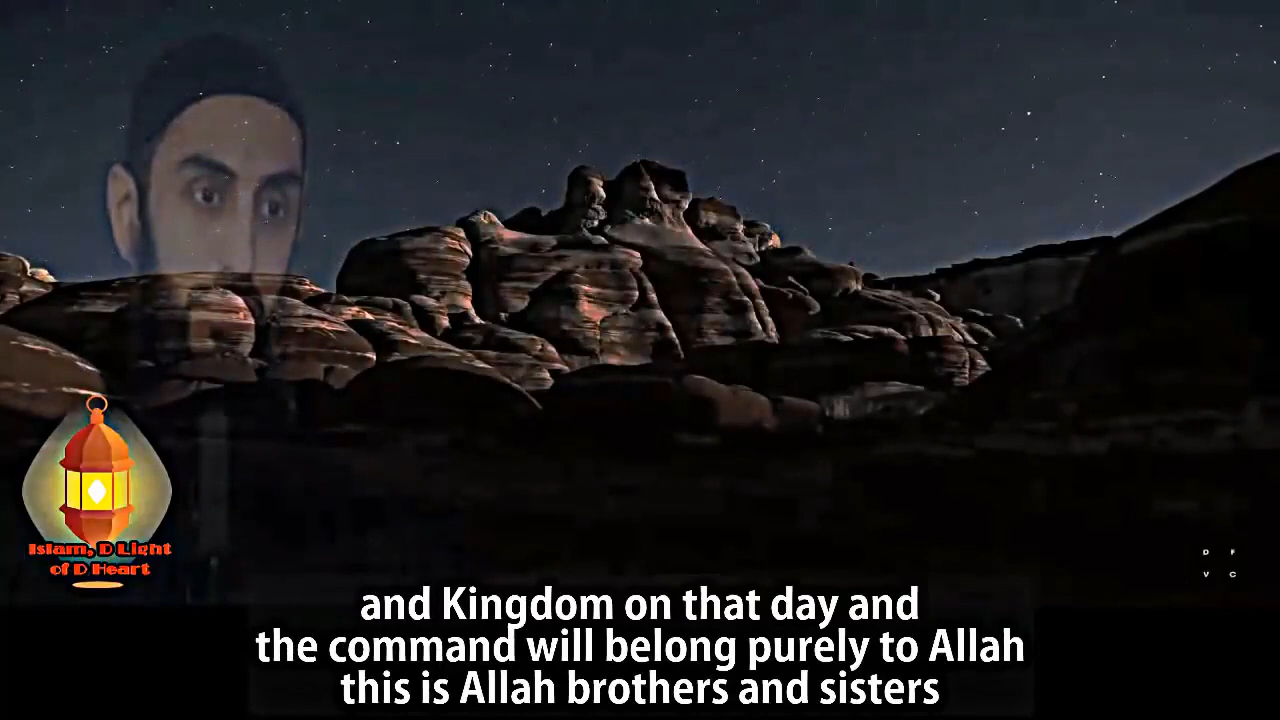 Islam, D Light
of D Heart
D F
V C
and Kingdom on that day and
the command will belong purely to Allah
this is Allah brothers and sisters